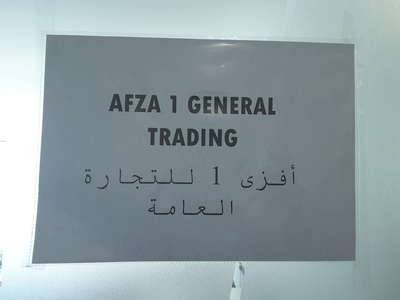 AFZA 1 GENERAL
TRADING
أفزى 1 للتجارة
العامة